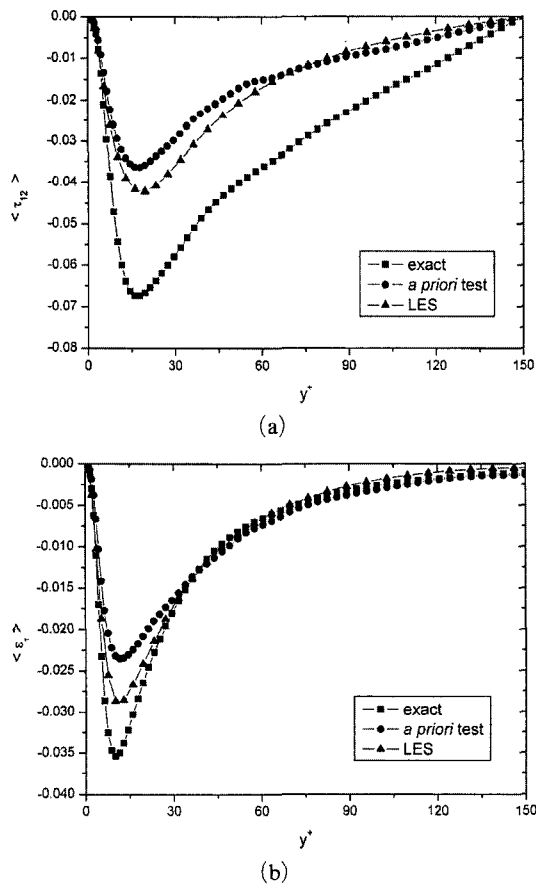 0.00
-0.01
-0.02
-0.03
-0.04
-0.05
-0.06
-0.07
-0.08
< τ₁₂ >
exact
a priori test
LES
0 30 60 90 120 150
y⁺
(a)
0.000
-0.005
-0.010
-0.015
-0.020
-0.025
-0.030
-0.035
-0.040
< ε_τ >
exact
a priori test
LES
0 30 60 90 120 150
y⁺
(b)